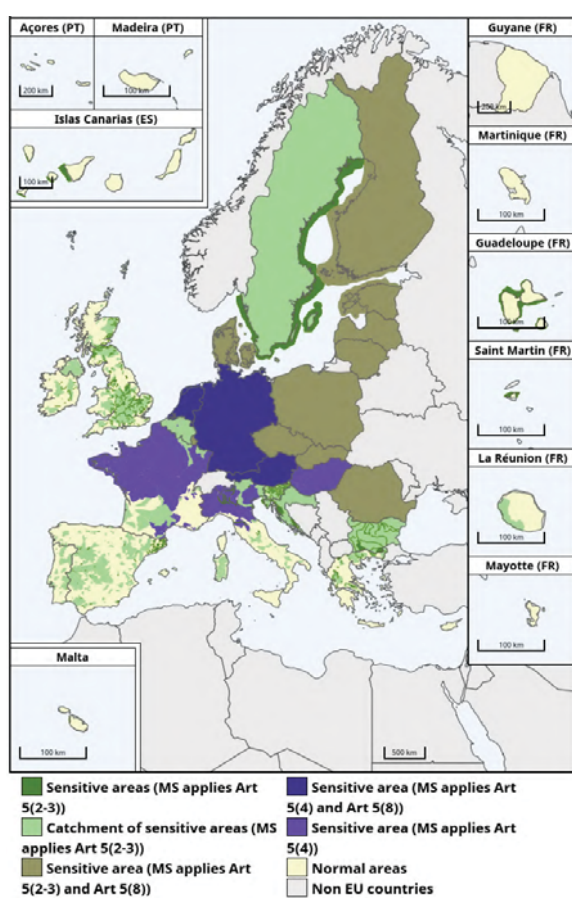 Açores (PT)
Madeira (PT)
Guyane (FR)
200 km
100 km
Islas Canarias (ES)
100 km
Martinique (FR)
100 km
Guadeloupe (FR)
100 km
Saint Martin (FR)
100 km
La Réunion (FR)
100 km
Mayotte (FR)
100 km
Malta
100 km
500 km
Sensitive areas (MS applies Art
5(2-3))
Catchment of sensitive areas (MS
applies Art 5(2-3))
Sensitive area (MS applies Art
5(2-3) and Art 5(8))
Sensitive area (MS applies Art
5(4) and Art 5(8))
Sensitive area (MS applies Art
5(4))
Normal areas
Non EU countries